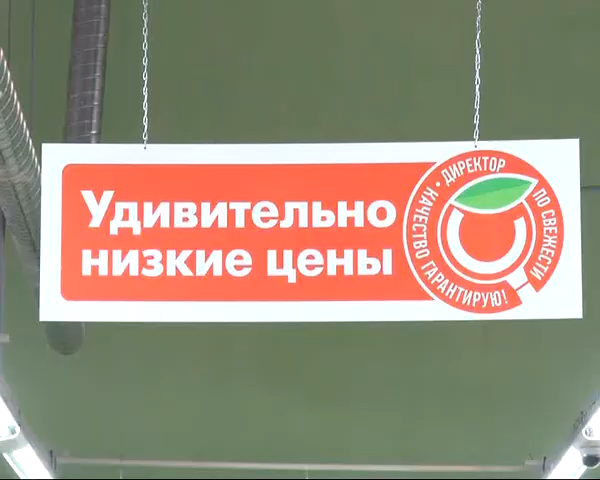 Удивительно
низкие цены
ДИРЕКТОР ПО СВЕЖЕСТИ
• КАЧЕСТВО ГАРАНТИРУЮ!